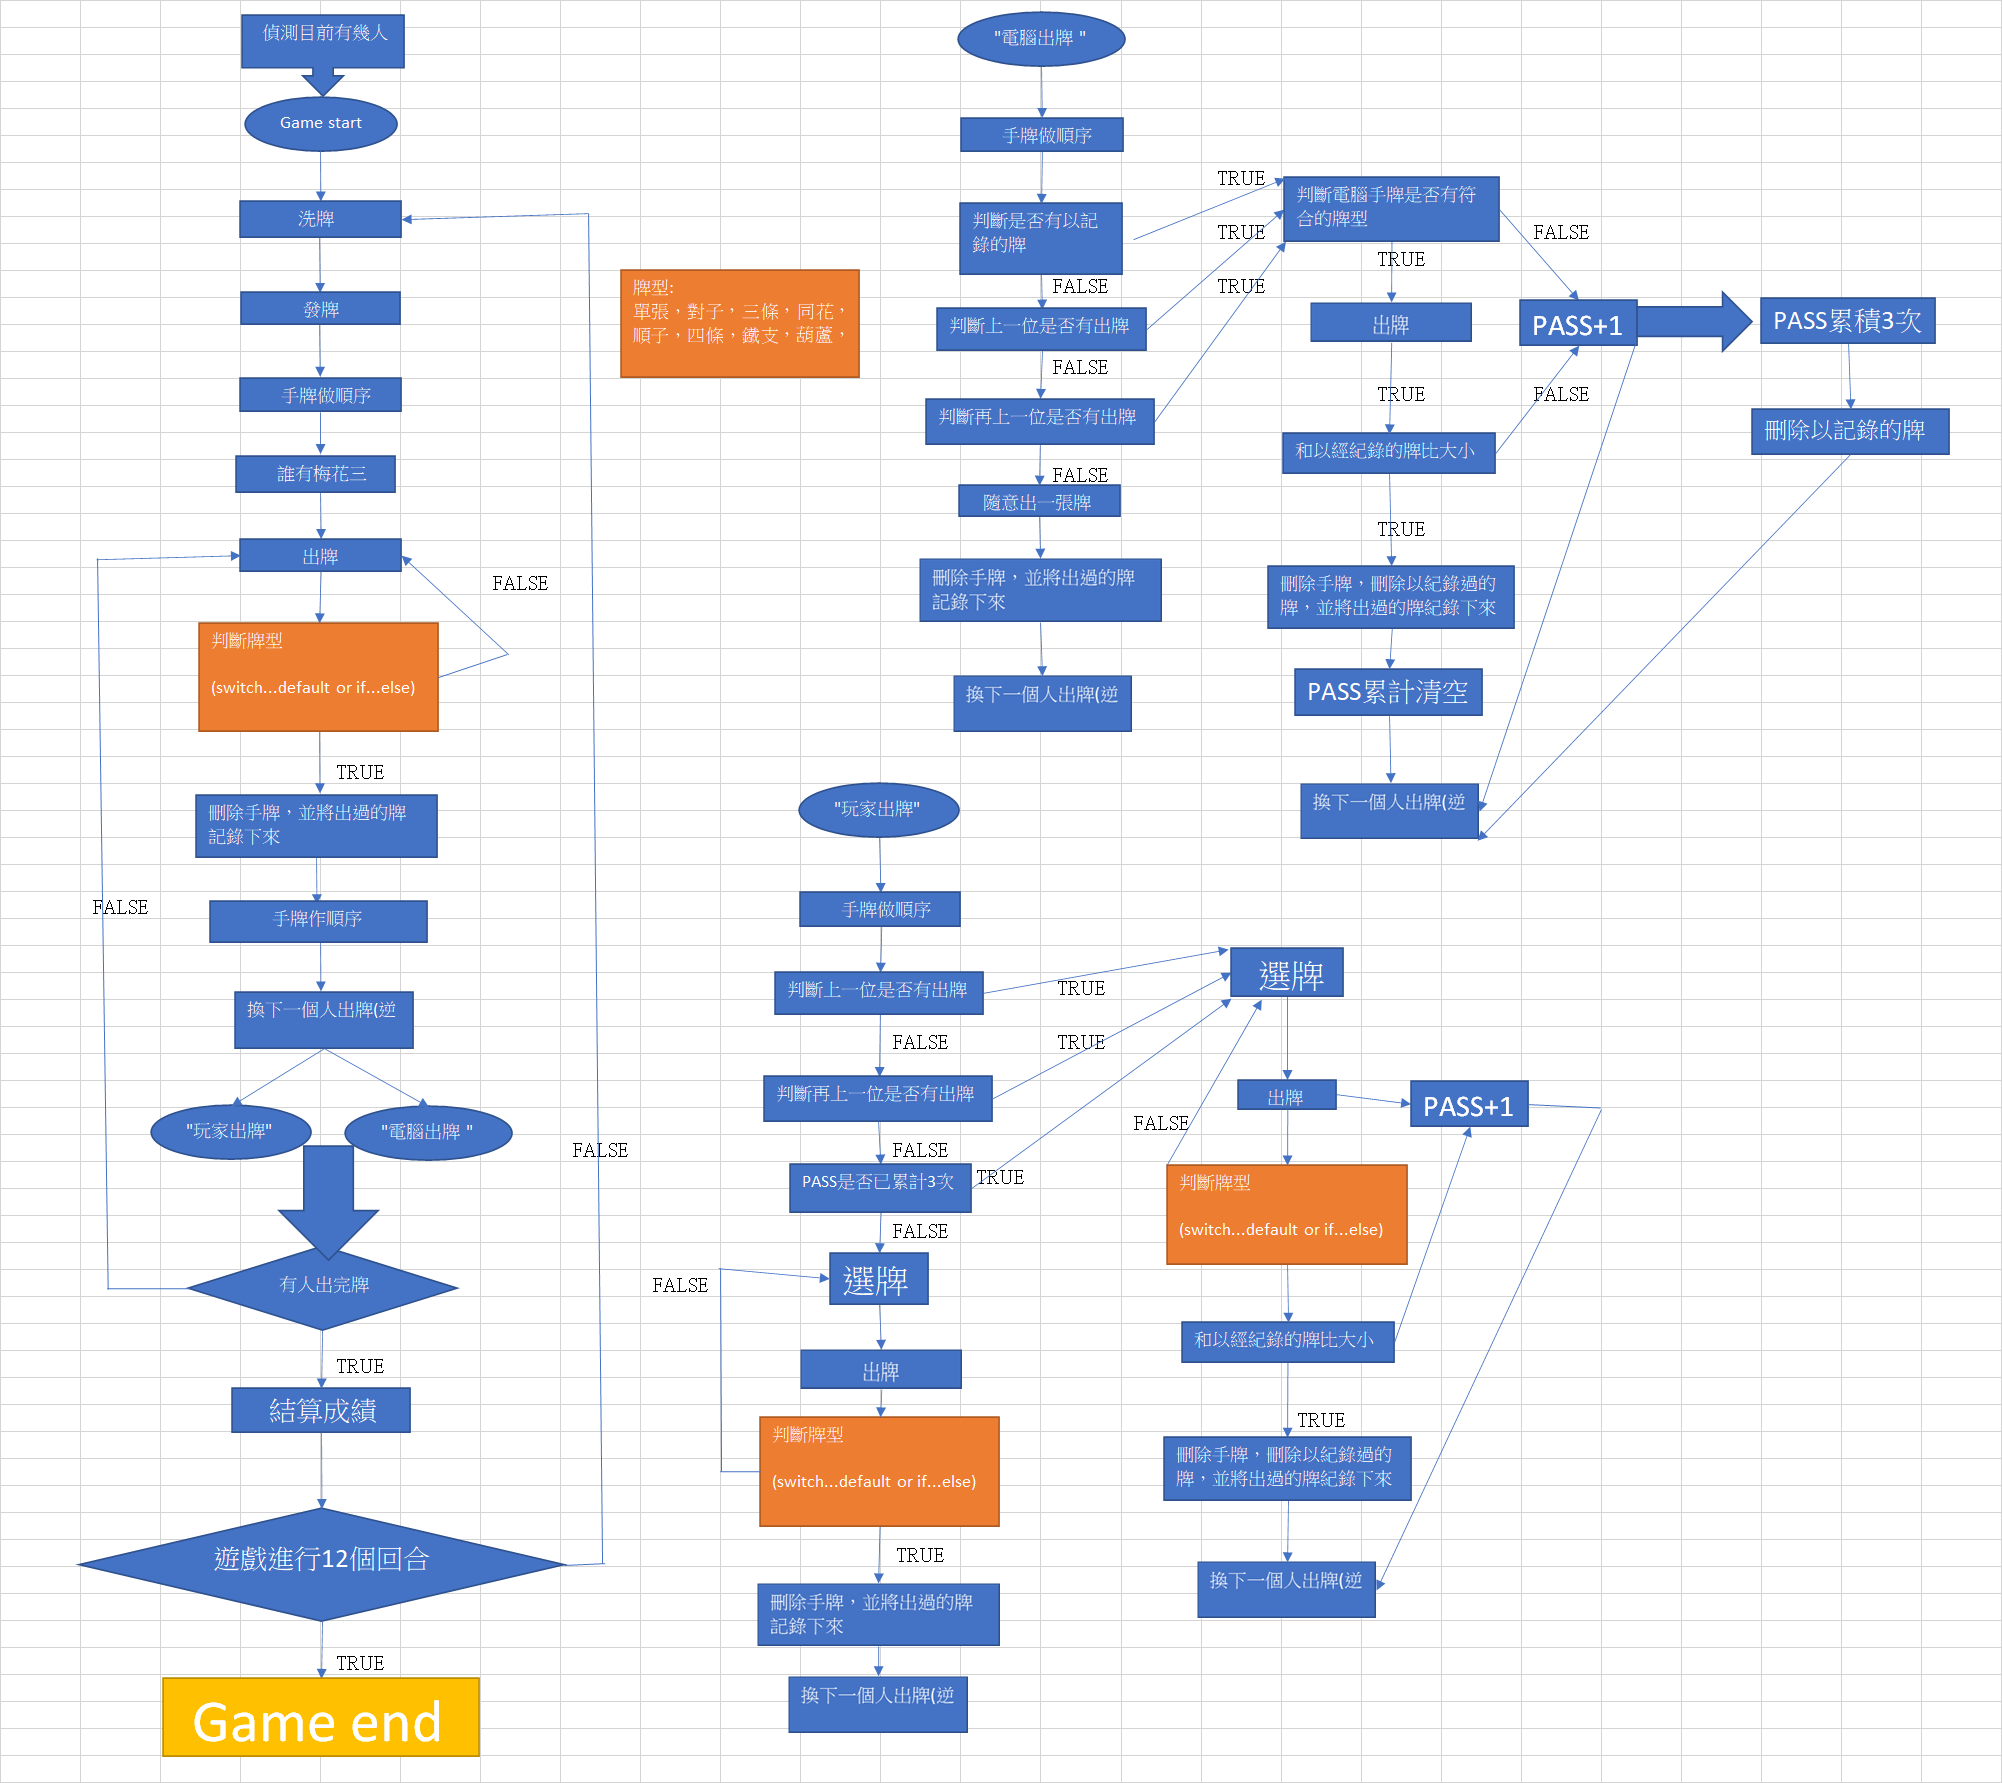 偵測目前有幾人
Game start
洗牌
發牌
手牌做順序
誰有梅花三
出牌
FALSE
判斷牌型
(switch...default or if...else)
TRUE
刪除手牌，並將出過的牌
記錄下來
FALSE
手牌作順序
換下一個人出牌(逆
"玩家出牌"
"電腦出牌 "
FALSE
有人出完牌
TRUE
結算成績
遊戲進行12個回合
TRUE
Game end
牌型:
單張，對子，三條，同花，
順子，四條，鐵支，葫蘆，
"電腦出牌 "
手牌做順序
判斷是否有以記
錄的牌
TRUE
FALSE
判斷上一位是否有出牌
TRUE
FALSE
判斷再上一位是否有出牌
TRUE
FALSE
隨意出一張牌
刪除手牌，並將出過的牌
記錄下來
換下一個人出牌(逆
判斷電腦手牌是否有符
合的牌型
FALSE
TRUE
出牌
PASS+1
PASS累積3次
TRUE
FALSE
刪除以記錄的牌
和以經紀錄的牌比大小
TRUE
刪除手牌，刪除以紀錄過的
牌，並將出過的牌紀錄下來
PASS累計清空
換下一個人出牌(逆
"玩家出牌"
手牌做順序
判斷上一位是否有出牌
TRUE
FALSE
判斷再上一位是否有出牌
TRUE
FALSE
PASS是否已累計3次
TRUE
FALSE
選牌
FALSE
出牌
判斷牌型
(switch...default or if...else)
TRUE
刪除手牌，並將出過的牌
記錄下來
換下一個人出牌(逆
選牌
出牌
PASS+1
FALSE
判斷牌型
(switch...default or if...else)
和以經紀錄的牌比大小
TRUE
刪除手牌，刪除以紀錄過的
牌，並將出過的牌紀錄下來
換下一個人出牌(逆